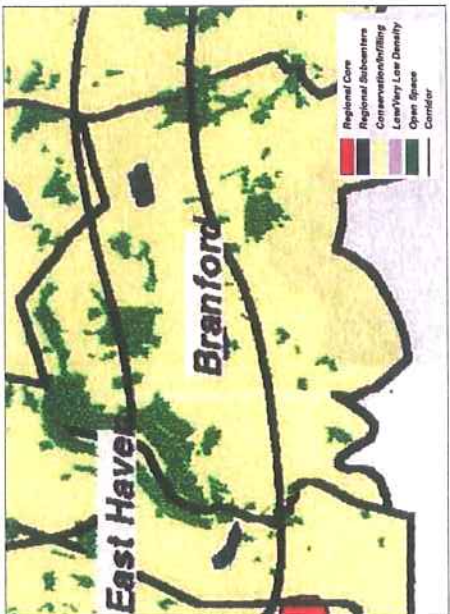 East Haven
Branford
Regional Core
Regional Subcenters
Conservation/Infilling
Low/Very Low Density
Open Space
Corridor